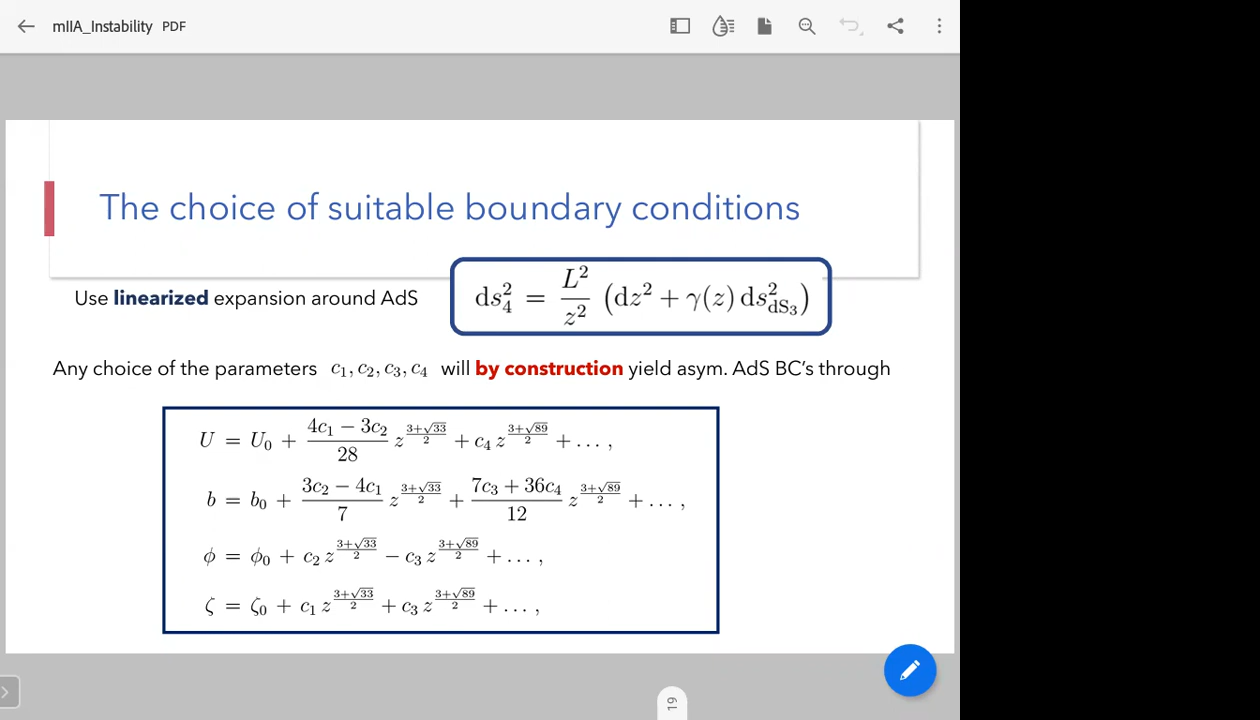 mIIA_Instability PDF
The choice of suitable boundary conditions
Use linearized expansion around AdS
ds₄² = L²/z² (dz² + γ(z) ds²_dS₃)
Any choice of the parameters c₁, c₂, c₃, c₄ will by construction yield asym. AdS BC's through
U = U₀ + (4c₁ − 3c₂)/28 z^((3+√33)/2) + c₄ z^((3+√89)/2) + … ,
b = b₀ + (3c₂ − 4c₁)/7 z^((3+√33)/2) + (7c₃ + 36c₄)/12 z^((3+√89)/2) + … ,
ϕ = ϕ₀ + c₂ z^((3+√33)/2) − c₃ z^((3+√89)/2) + … ,
ζ = ζ₀ + c₁ z^((3+√33)/2) + c₃ z^((3+√89)/2) + … ,
19